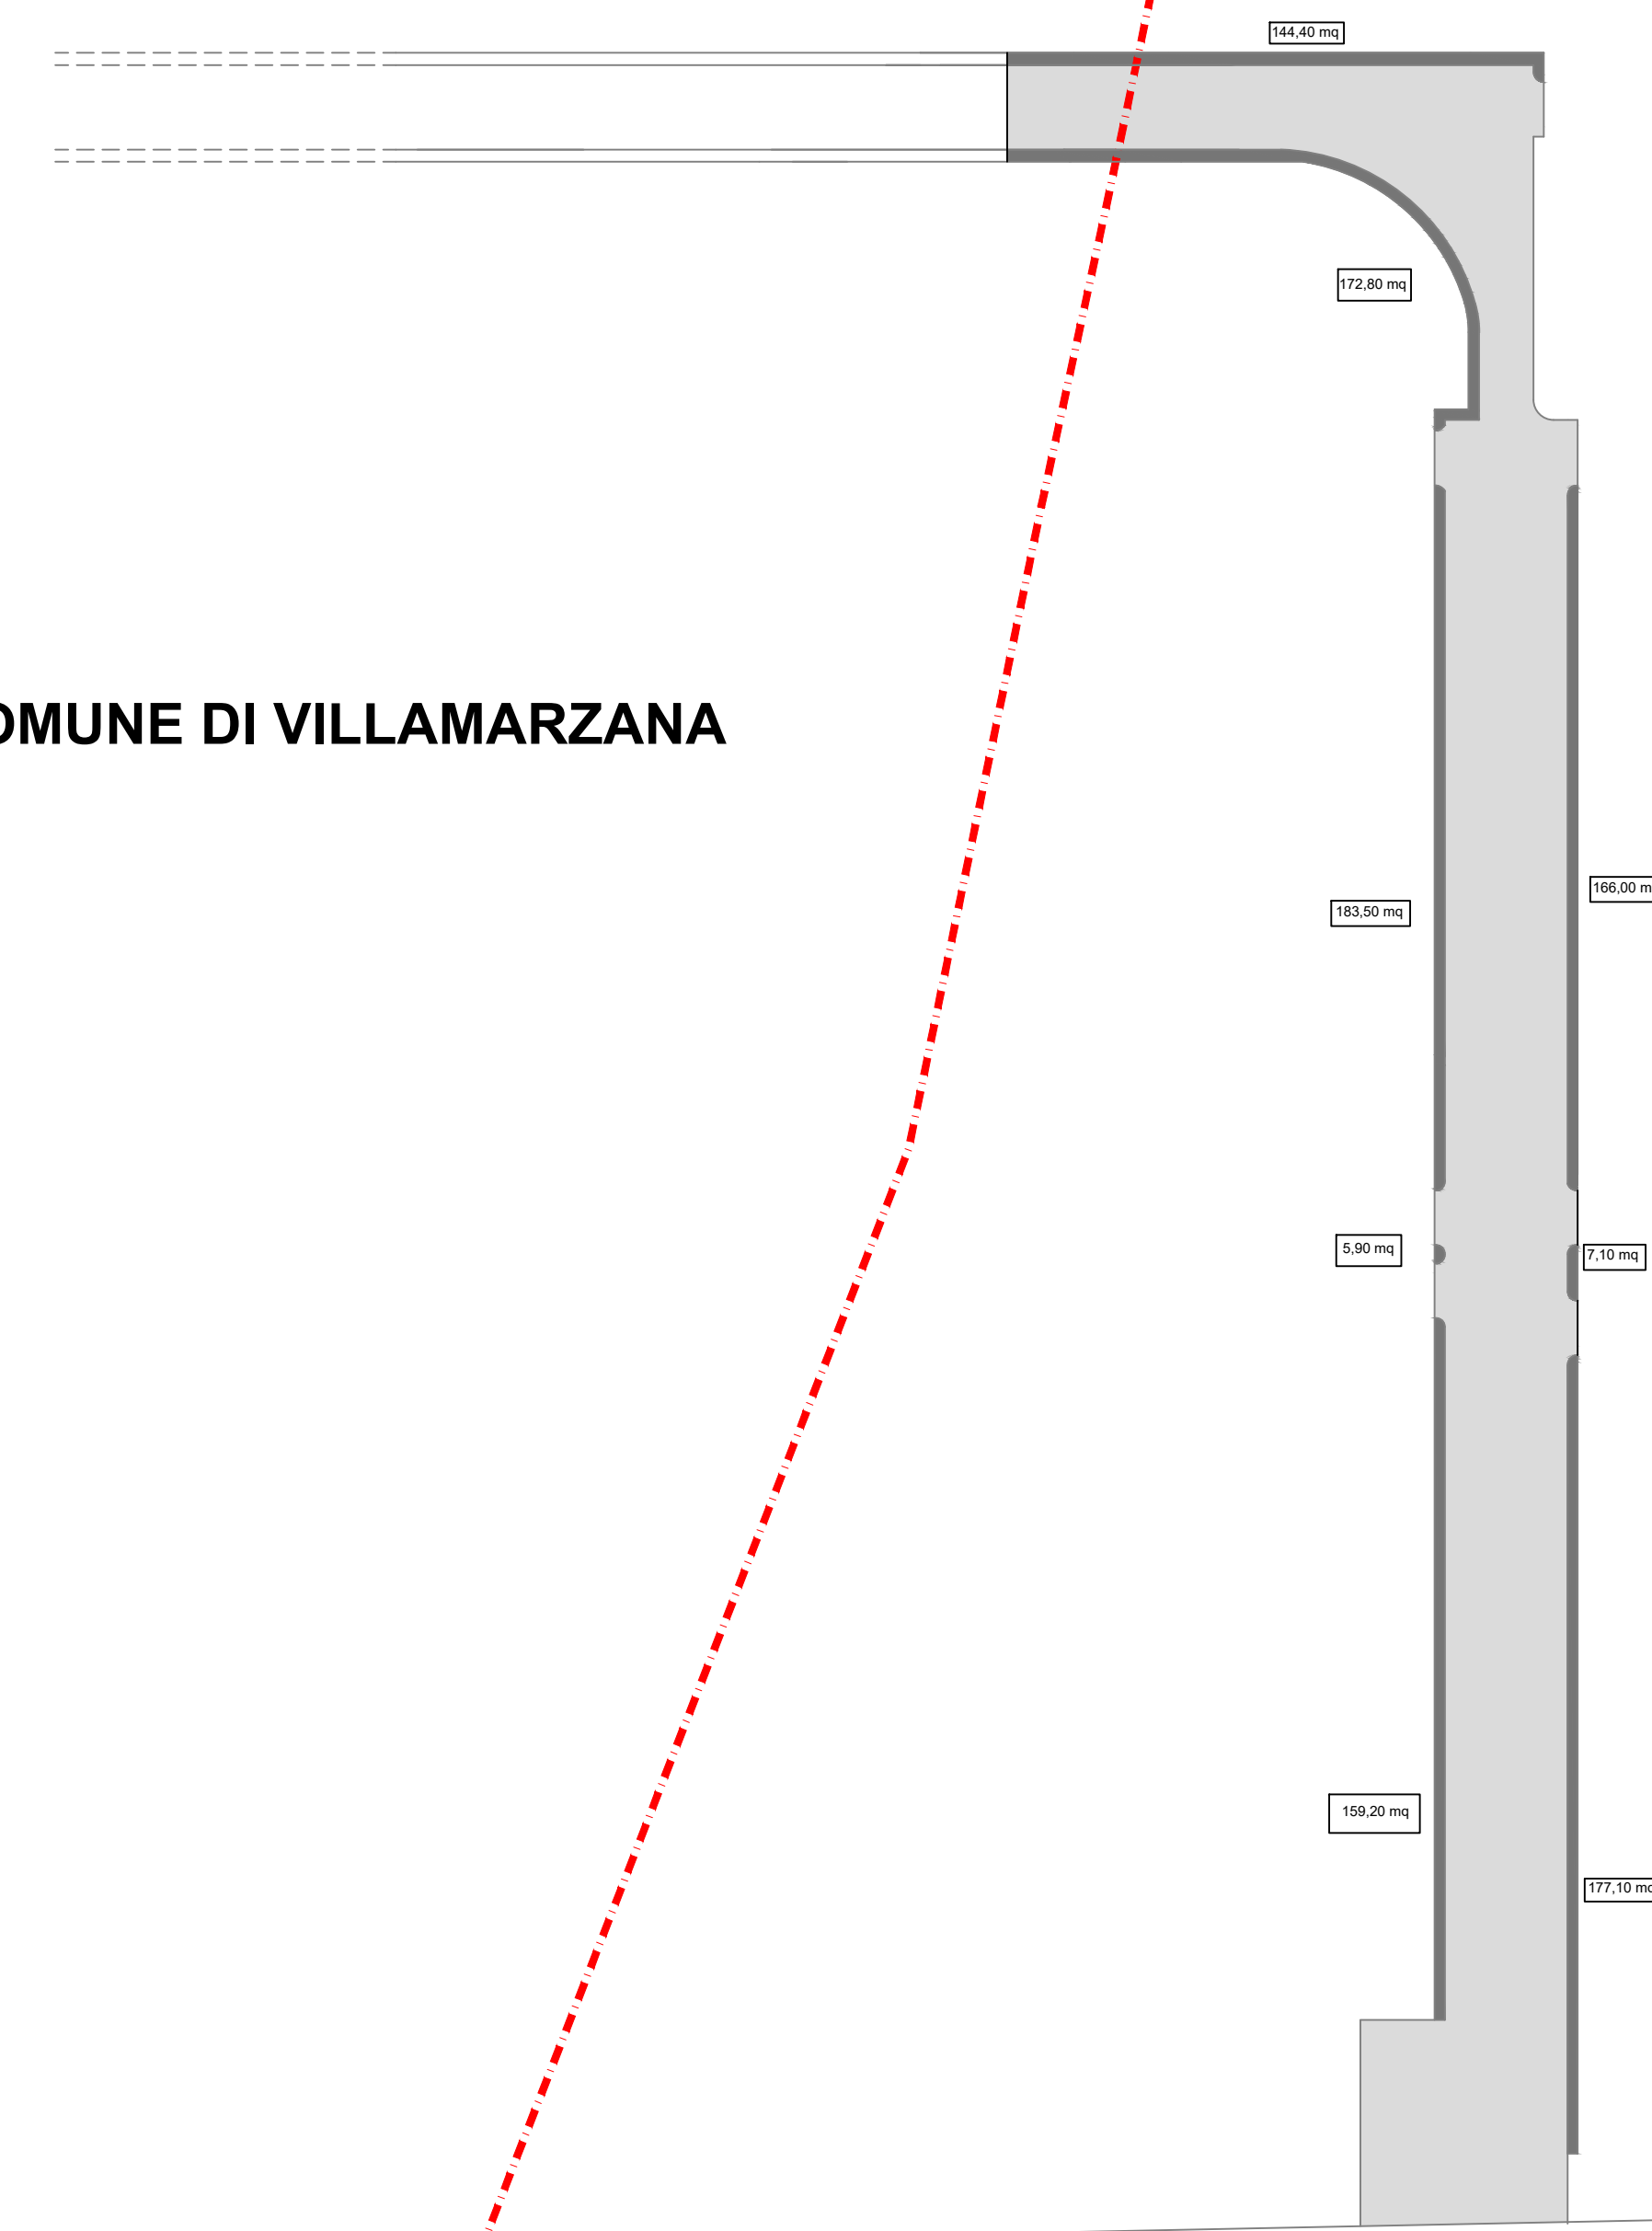 144,40 mq
172,80 mq
OMUNE DI VILLAMARZANA
166,00 m
183,50 mq
5,90 mq
7,10 mq
159,20 mq
177,10 mq